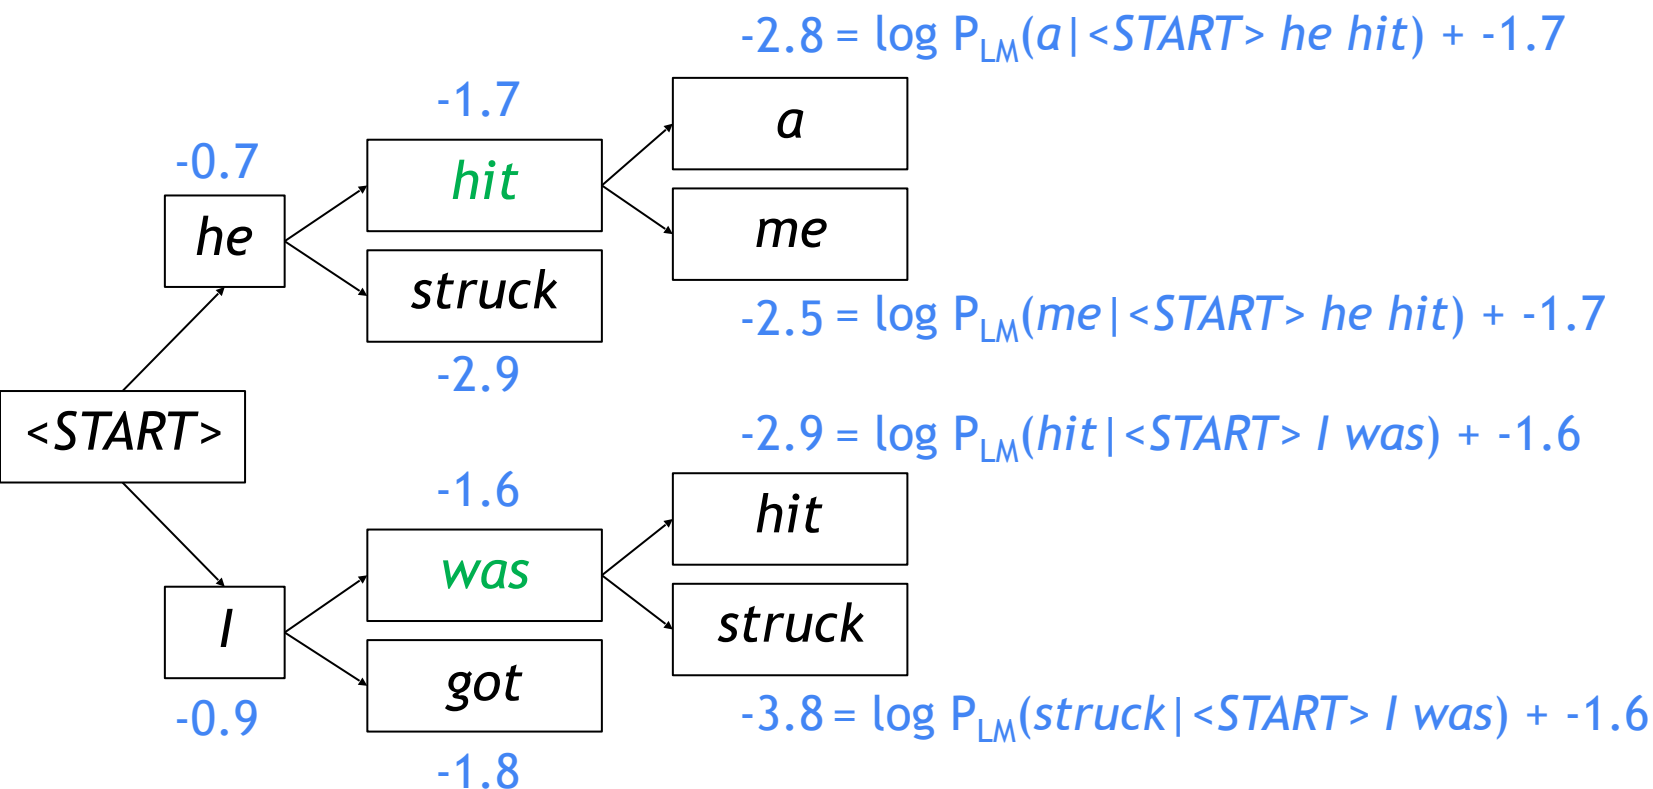 -2.8 = log P_LM(a|<START> he hit) + -1.7
-1.7
a
-0.7
hit
me
he
struck
-2.5 = log P_LM(me|<START> he hit) + -1.7
-2.9
<START>
-2.9 = log P_LM(hit|<START> I was) + -1.6
-1.6
hit
was
struck
I
got
-0.9
-3.8 = log P_LM(struck|<START> I was) + -1.6
-1.8